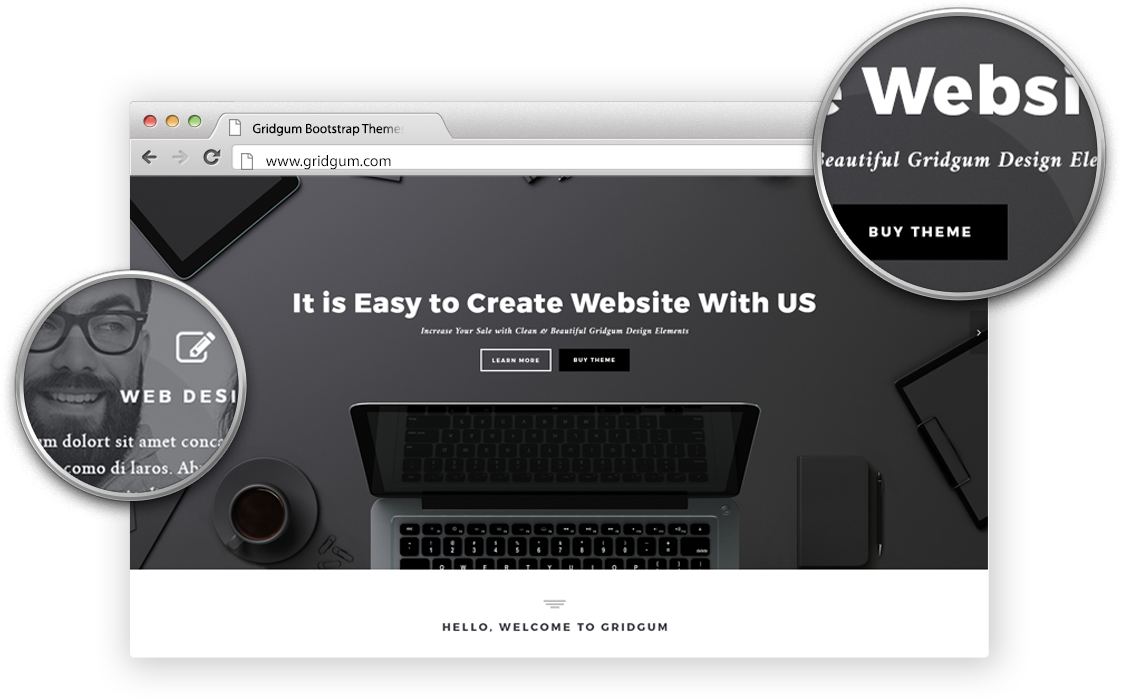 Gridgum Bootstrap Theme
www.gridgum.com
e Websi
Beautiful Gridgum Design Ele
BUY THEME
It is Easy to Create Website With US
Increase Your Sale with Clean & Beautiful Gridgum Design Elements
LEARN MORE
BUY THEME
WEB DESI
m dolort sit amet conca
como di laros. Ab
HELLO, WELCOME TO GRIDGUM